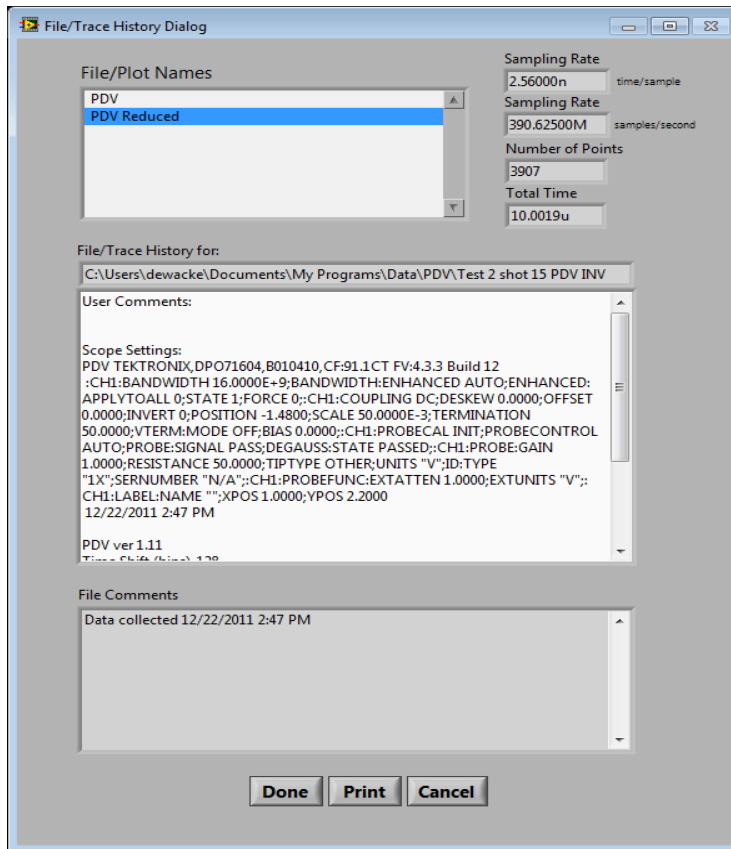 File/Trace History Dialog
File/Plot Names
PDV
PDV Reduced
Sampling Rate
2.56000n time/sample
Sampling Rate
390.62500M samples/second
Number of Points
3907
Total Time
10.0019u
File/Trace History for:
C:\Users\dewacke\Documents\My Programs\Data\PDV\Test 2 shot 15 PDV INV
User Comments:
Scope Settings:
PDV TEKTRONIX,DPO71604,B010410,CF:91.1CT FV:4.3.3 Build 12
:CH1:BANDWIDTH 16.0000E+9;BANDWIDTH:ENHANCED AUTO;ENHANCED:
APPLYTOALL 0;STATE 1;FORCE 0;:CH1:COUPLING DC;DESKEW 0.0000;OFFSET
0.0000;INVERT 0;POSITION -1.4800;SCALE 50.0000E-3;TERMINATION
50.0000;VTERM:MODE OFF;BIAS 0.0000;:CH1:PROBECAL INIT;PROBECONTROL
AUTO;PROBE:SIGNAL PASS;DEGAUSS:STATE PASSED;:CH1:PROBE:GAIN
1.0000;RESISTANCE 50.0000;TIPTYPE OTHER;UNITS "V";ID:TYPE
"1X";SERNUMBER "N/A";:CH1:PROBEFUNC:EXTATTEN 1.0000;EXTUNITS "V";:
CH1:LABEL:NAME "";XPOS 1.0000;YPOS 2.2000
12/22/2011 2:47 PM
PDV ver 1.11
Time Shift (bins) 128
File Comments
Data collected 12/22/2011 2:47 PM
Done Print Cancel